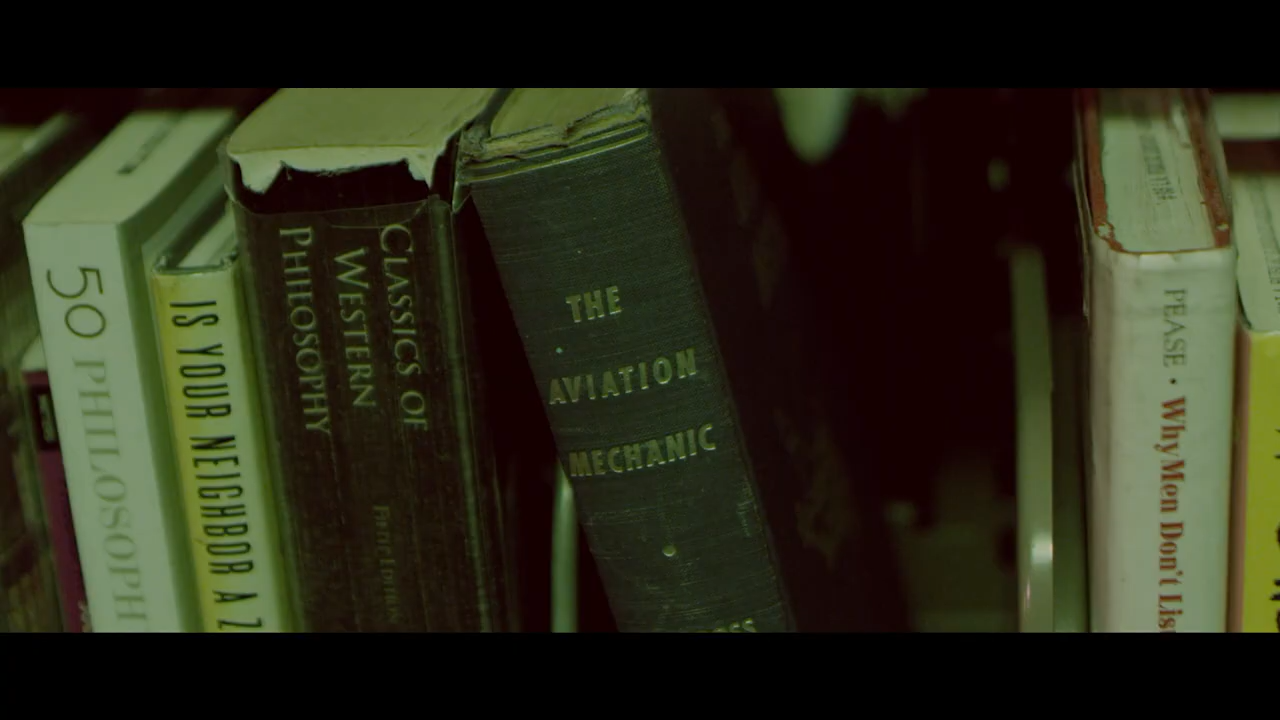 50 PHILOSOPH
IS YOUR NEIGHBOR A Z
CLASSICS OF
WESTERN
PHILOSOPHY
THE
AVIATION
MECHANIC
PEASE • Why Men Don't Lis